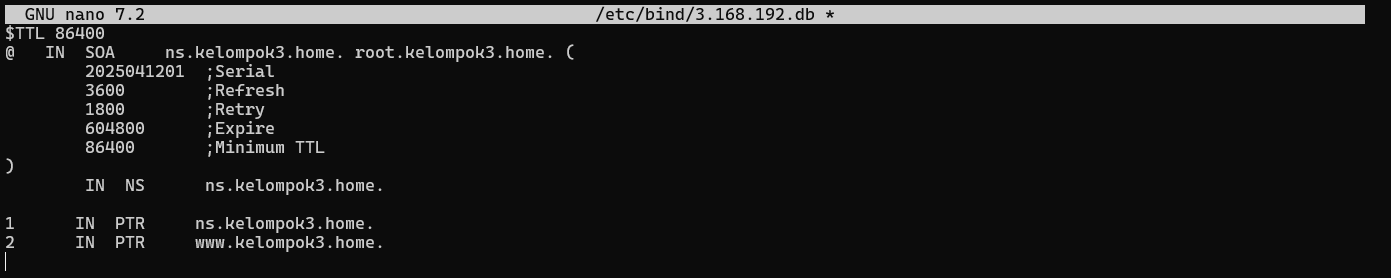 GNU nano 7.2 /etc/bind/3.168.192.db *
$TTL 86400
@ IN SOA ns.kelompok3.home. root.kelompok3.home. (
2025041201 ;Serial
3600 ;Refresh
1800 ;Retry
604800 ;Expire
86400 ;Minimum TTL
)
IN NS ns.kelompok3.home.
1 IN PTR ns.kelompok3.home.
2 IN PTR www.kelompok3.home.